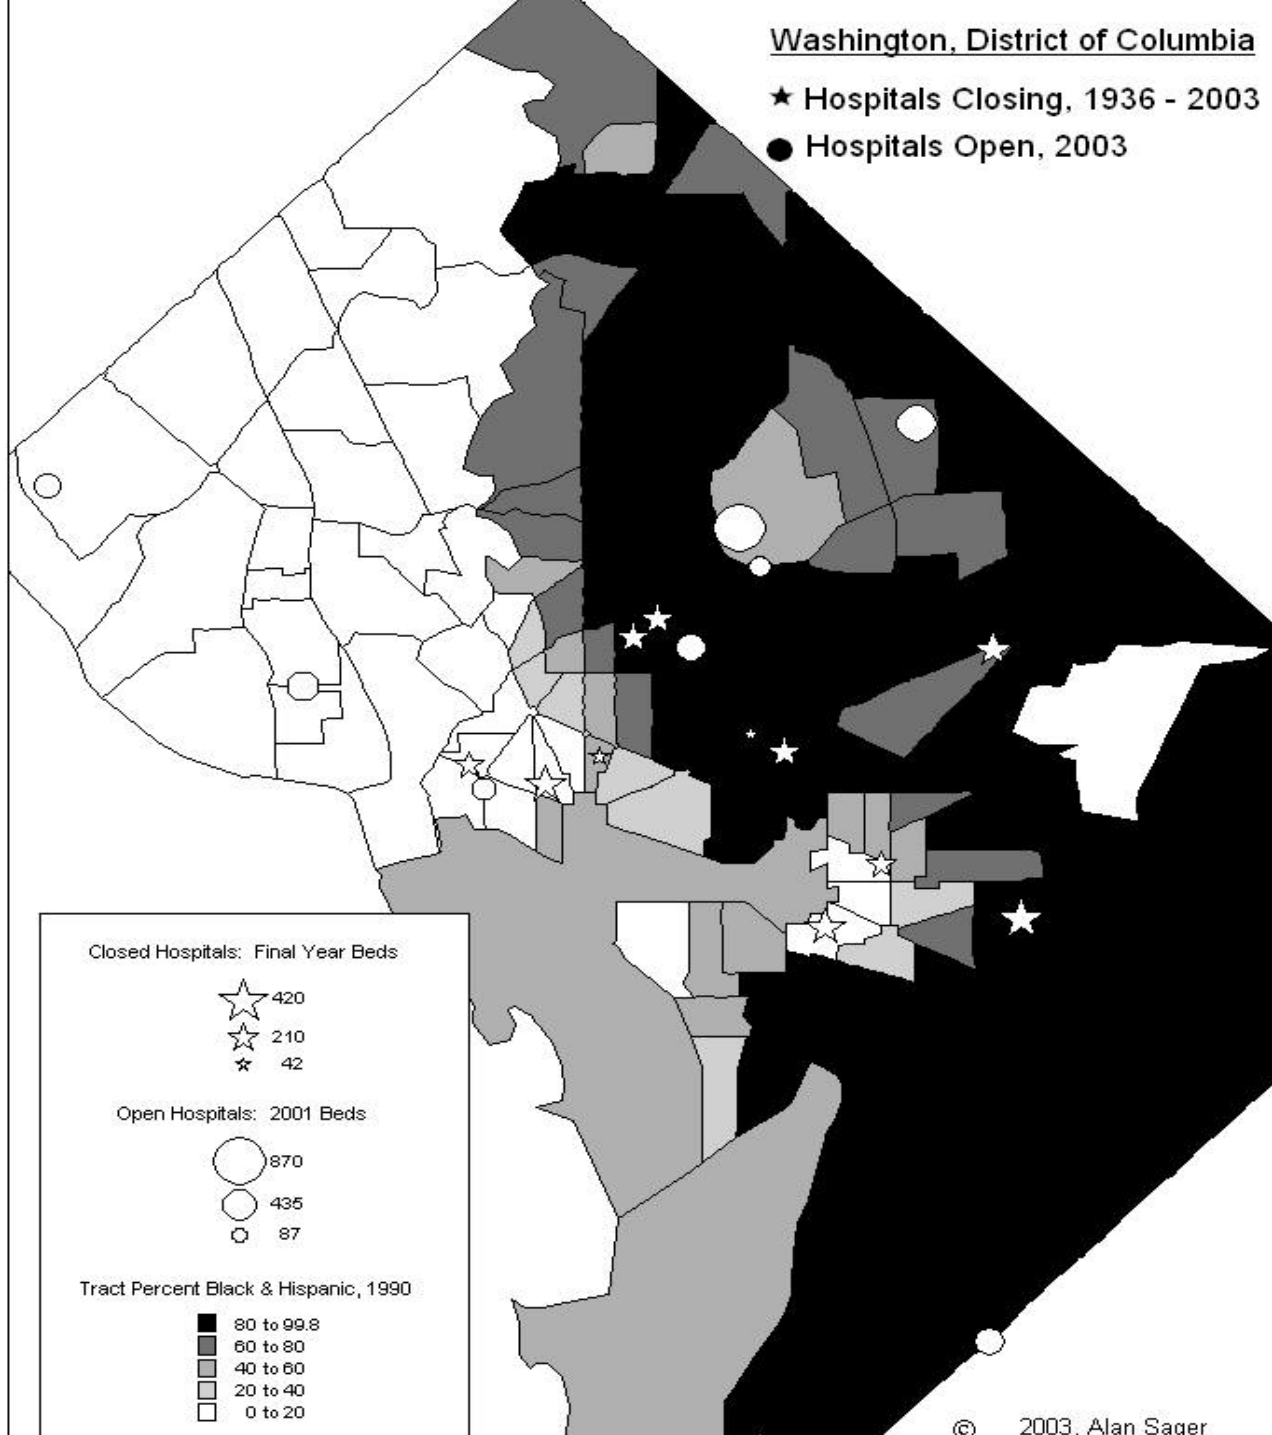 Washington, District of Columbia
Hospitals Closing, 1936 - 2003
Hospitals Open, 2003
Closed Hospitals: Final Year Beds
420
210
42
Open Hospitals: 2001 Beds
870
435
87
Tract Percent Black & Hispanic, 1990
80 to 99.8
60 to 80
40 to 60
20 to 40
0 to 20
© 2003, Alan Sager